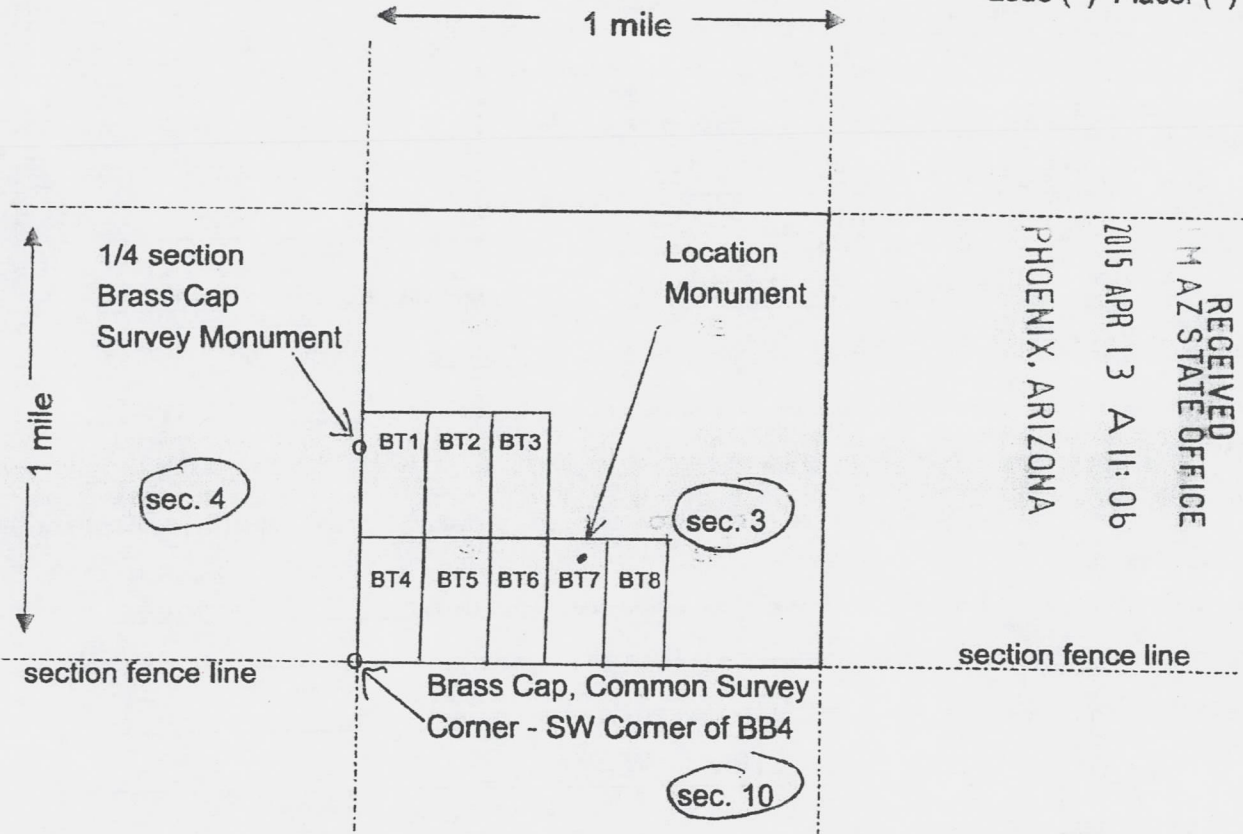 1 mile
1/4 section
Brass Cap
Survey Monument
Location
Monument
1 mile
BT1 BT2 BT3
sec. 4
sec. 3
BT4 BT5 BT6 BT7 BT8
section fence line
section fence line
Brass Cap, Common Survey
Corner - SW Corner of BB4
sec. 10
RECEIVED
M AZ STATE OFFICE
2015 APR 13 A 11: 06
PHOENIX, ARIZONA